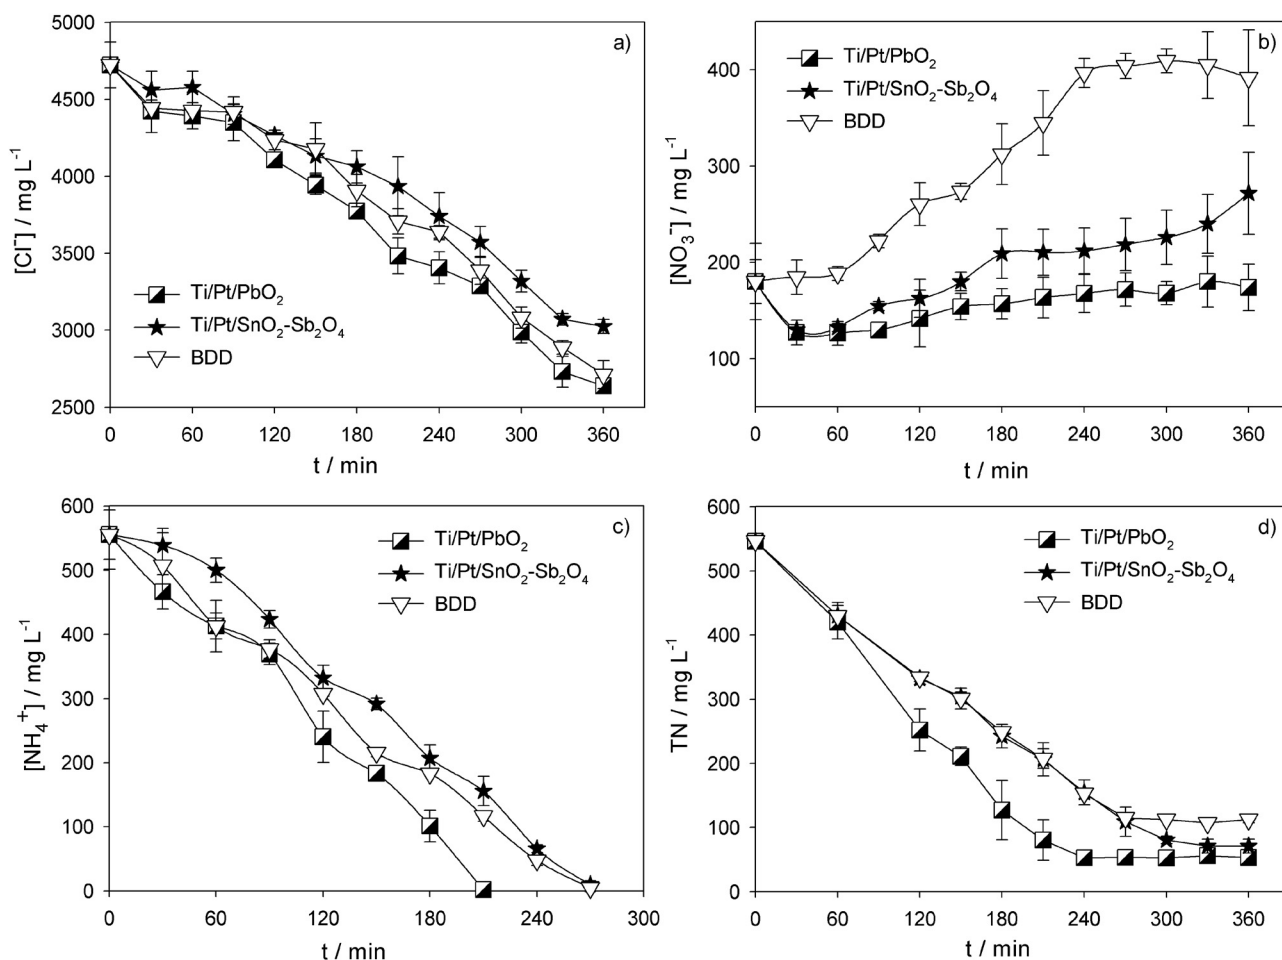 a)
[Cl⁻] / mg L⁻¹
5000
4500
4000
3500
3000
2500
Ti/Pt/PbO₂
Ti/Pt/SnO₂-Sb₂O₄
BDD
0 60 120 180 240 300 360
t / min
b)
[NO₃⁻] / mg L⁻¹
400
300
200
100
Ti/Pt/PbO₂
Ti/Pt/SnO₂-Sb₂O₄
BDD
0 60 120 180 240 300 360
t / min
c)
[NH₄⁺] / mg L⁻¹
600
500
400
300
200
100
0
Ti/Pt/PbO₂
Ti/Pt/SnO₂-Sb₂O₄
BDD
0 60 120 180 240 300
t / min
d)
TN / mg L⁻¹
600
500
400
300
200
100
0
Ti/Pt/PbO₂
Ti/Pt/SnO₂-Sb₂O₄
BDD
0 60 120 180 240 300 360
t / min